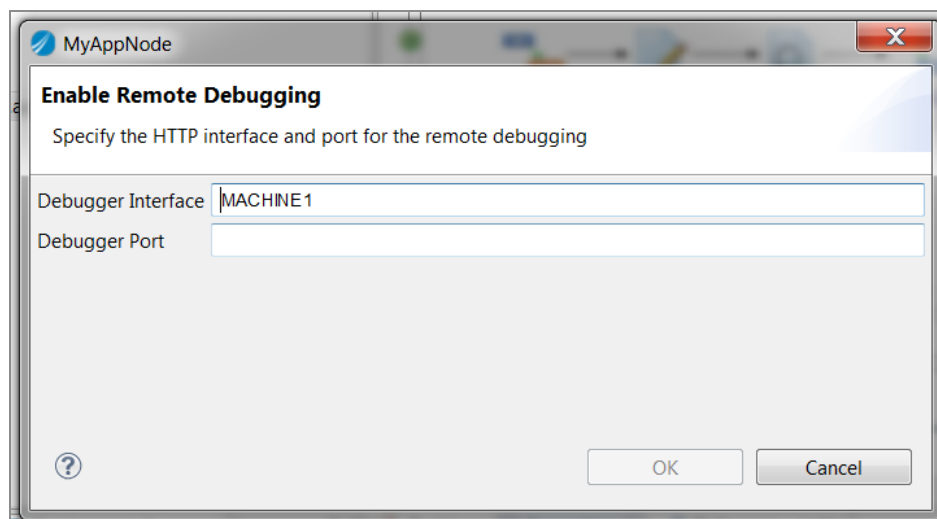 MyAppNode
Enable Remote Debugging
Specify the HTTP interface and port for the remote debugging
Debugger Interface MACHINE1
Debugger Port
OK Cancel